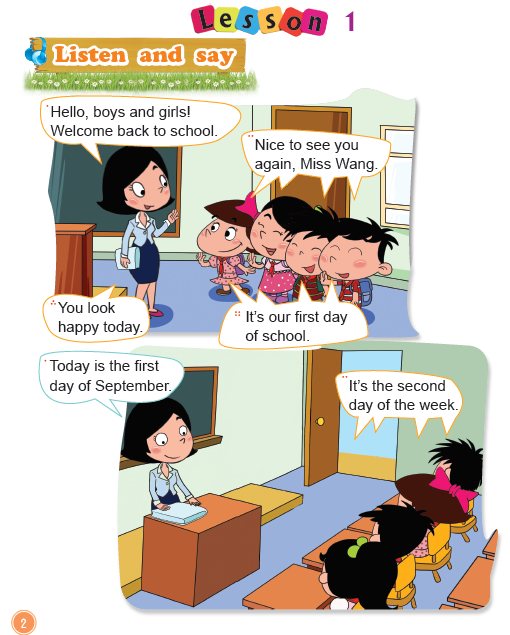 Lesson 1
Listen and say
Hello, boys and girls!
Welcome back to school.
Nice to see you
again, Miss Wang.
You look
happy today.
It's our first day
of school.
Today is the first
day of September.
It's the second
day of the week.
2